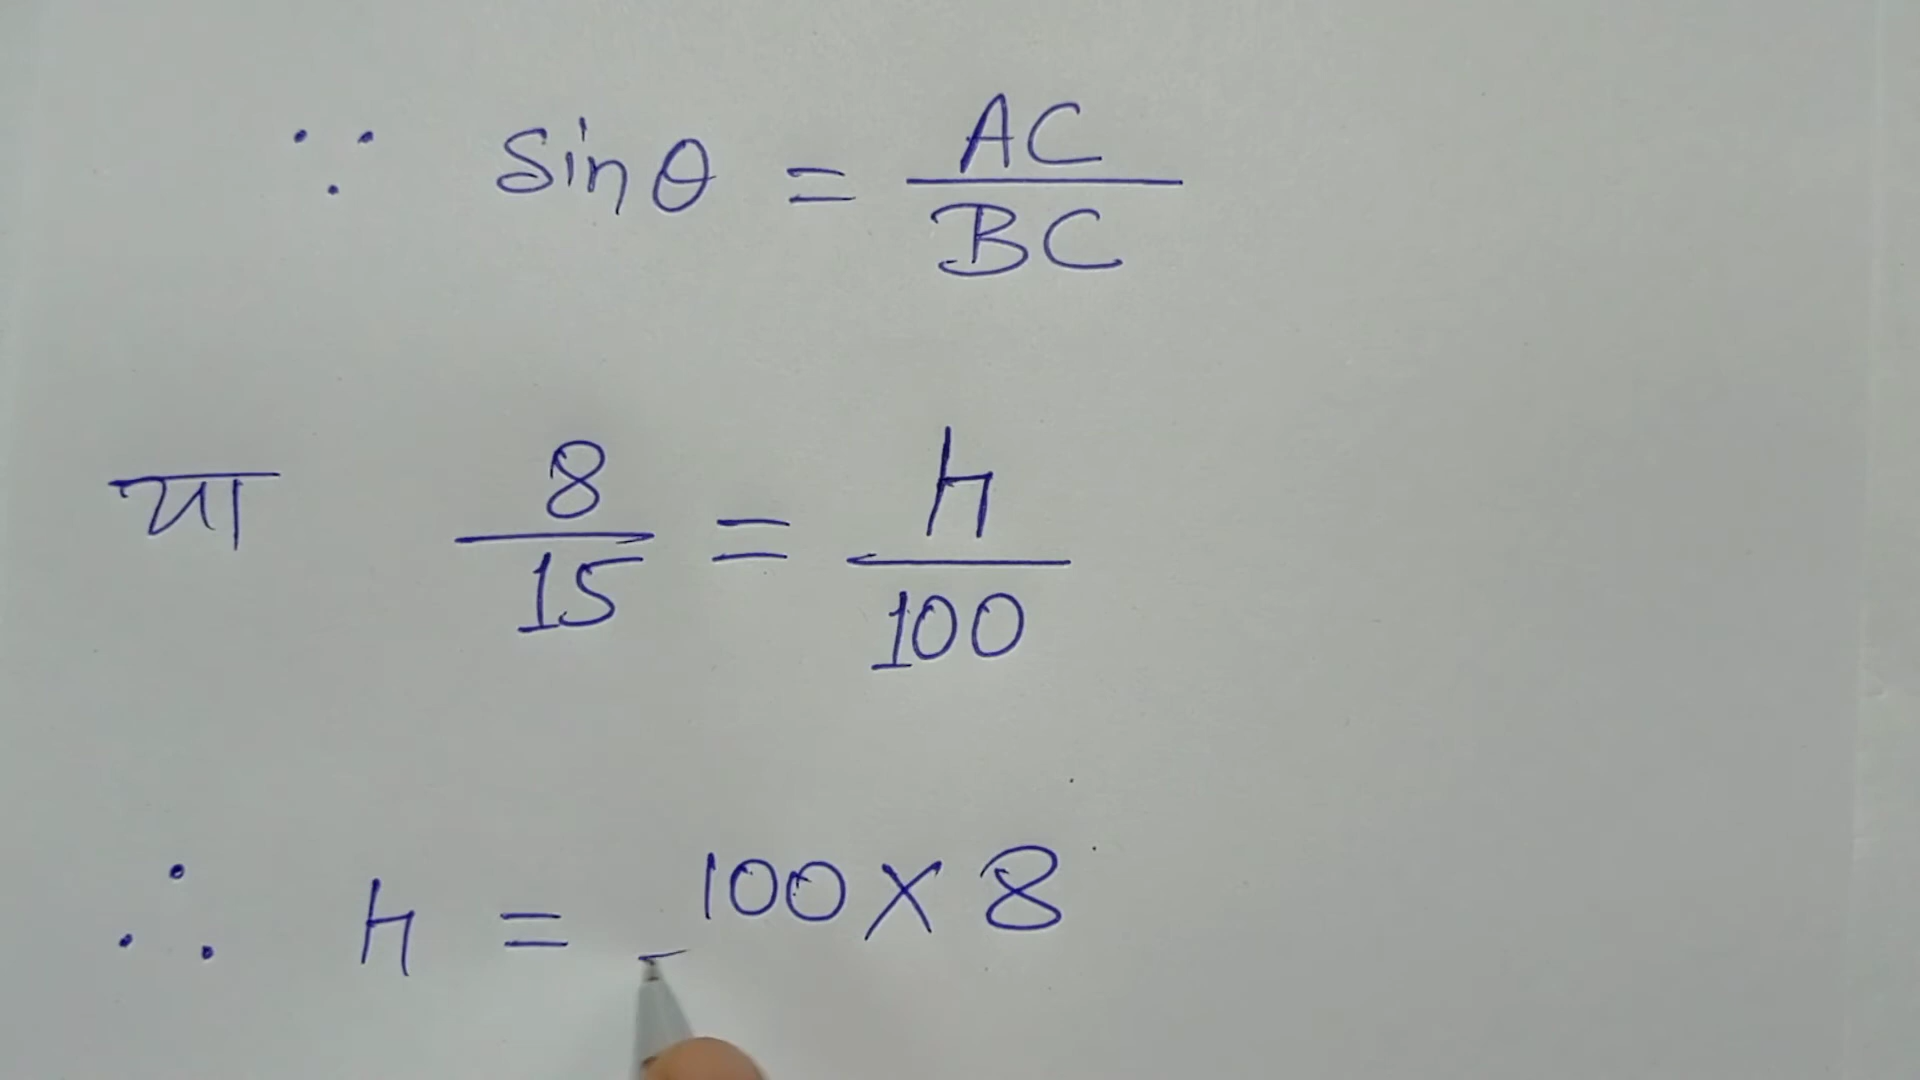 ∵ sinθ = AC/BC
या 8/15 = h/100
∴ h = 100 × 8